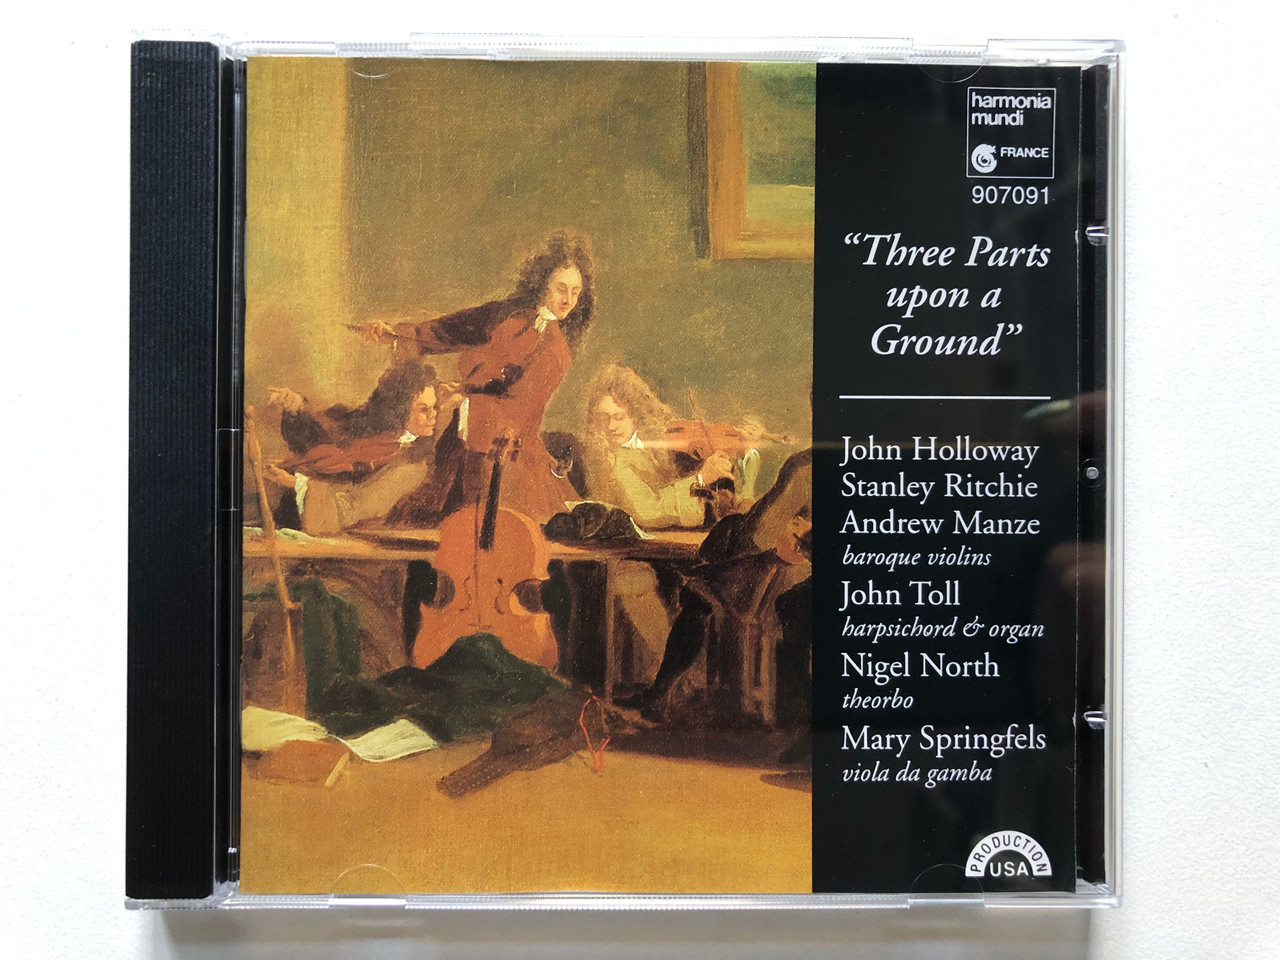 harmonia
mundi
FRANCE
907091
“Three Parts
upon a
Ground”
John Holloway
Stanley Ritchie
Andrew Manze
baroque violins
John Toll
harpsichord & organ
Nigel North
theorbo
Mary Springfels
viola da gamba
PRODUCTION
USA